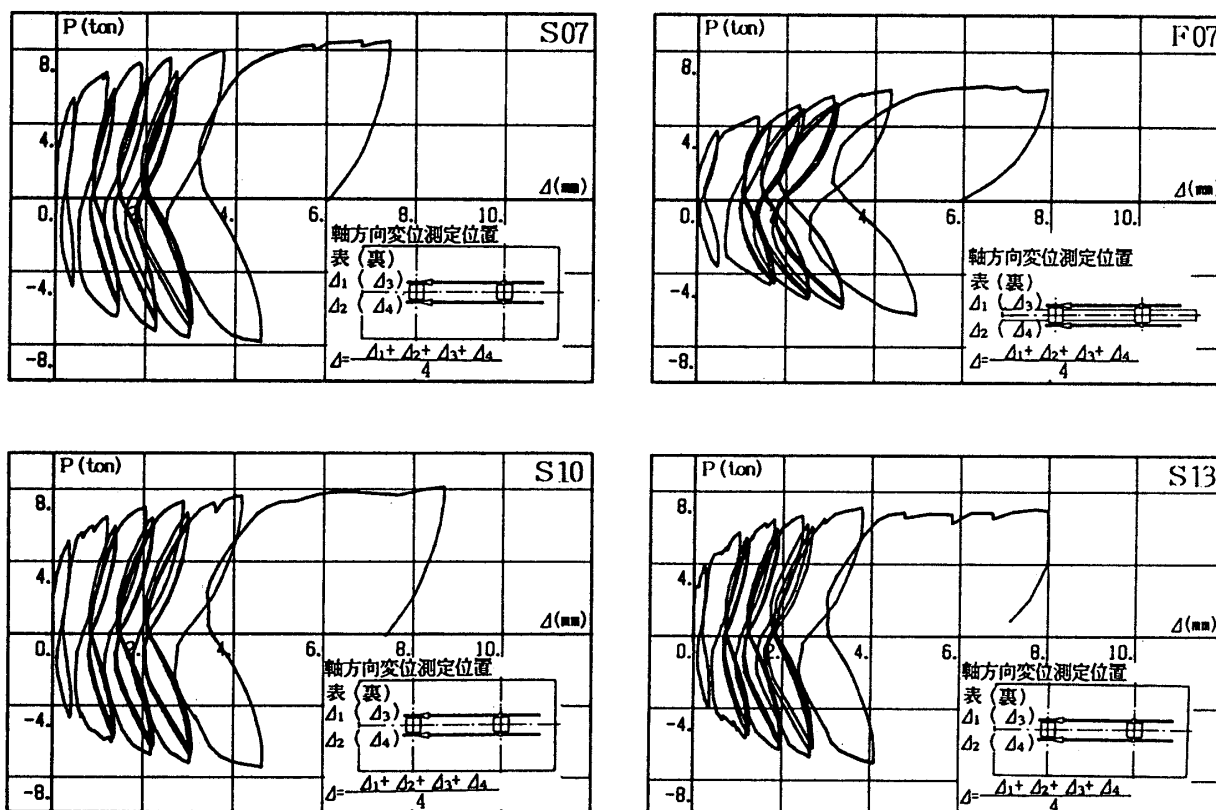 P (ton)
S07
8.
4.
Δ(mm)
0.
2.
4.
6.
8.
10.
-4.
-8.
軸方向変位測定位置
表 (裏)
Δ1 ( Δ3)
Δ2 ( Δ4)
Δ= Δ1+ Δ2+ Δ3+ Δ4
4
P (ton)
F07
8.
4.
Δ(mm)
0.
4.
6.
8.
10.
-4.
-8.
軸方向変位測定位置
表 (裏)
Δ1 ( Δ3)
Δ2 ( Δ4)
Δ= Δ1+ Δ2+ Δ3+ Δ4
4
P (ton)
S10
8.
4.
Δ(mm)
0.
2.
4.
6.
8.
10.
-4.
-8.
軸方向変位測定位置
表 (裏)
Δ1 ( Δ3)
Δ2 ( Δ4)
Δ= Δ1+ Δ2+ Δ3+ Δ4
4
P (ton)
S13
8.
4.
Δ(mm)
0.
2.
4.
6.
8.
10.
-4.
-8.
軸方向変位測定位置
表 (裏)
Δ1 ( Δ3)
Δ2 ( Δ4)
Δ= Δ1+ Δ2+ Δ3+ Δ4
4